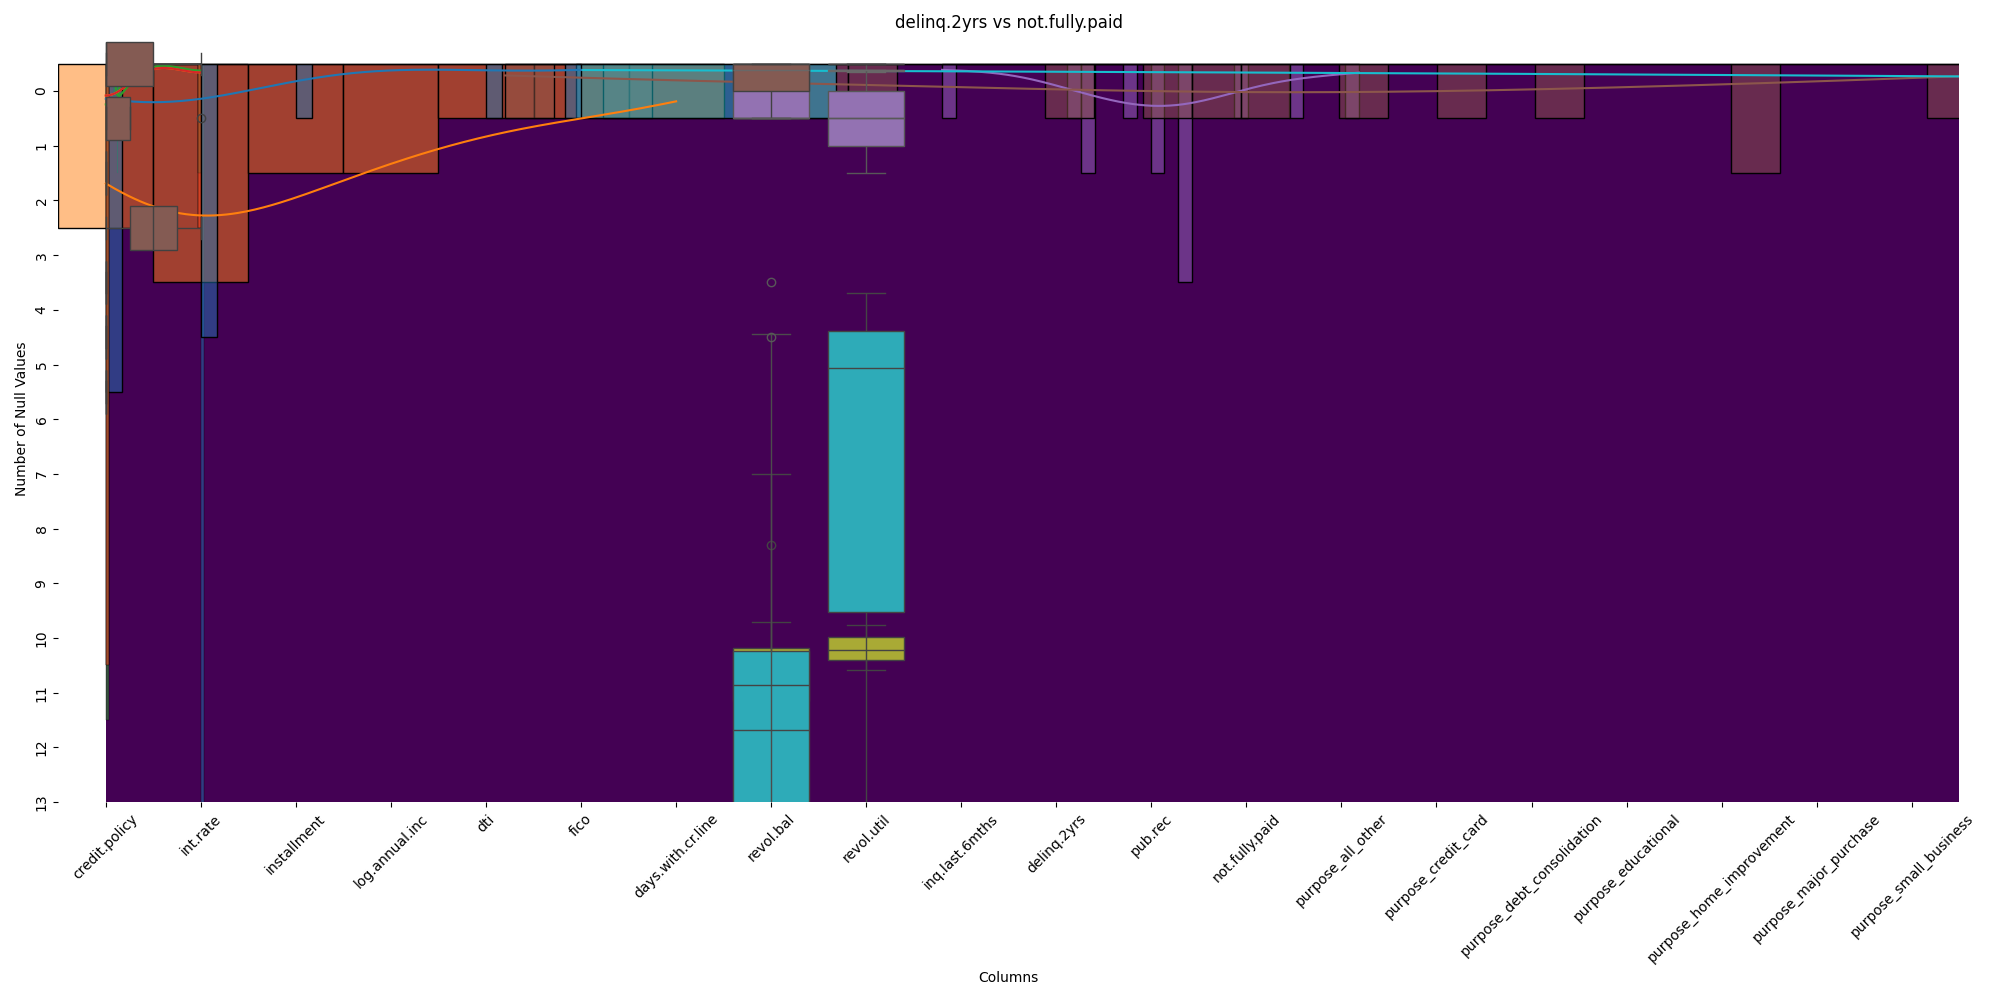 delinq.2yrs vs not.fully.paid
Number of Null Values
0
1
2
3
4
5
6
7
8
9
10
11
12
13
credit.policy
int.rate
installment
log.annual.inc
dti
fico
days.with.cr.line
revol.bal
revol.util
inq.last.6mths
delinq.2yrs
pub.rec
not.fully.paid
purpose_all_other
purpose_credit_card
purpose_debt_consolidation
purpose_educational
purpose_home_improvement
purpose_major_purchase
purpose_small_business
Columns